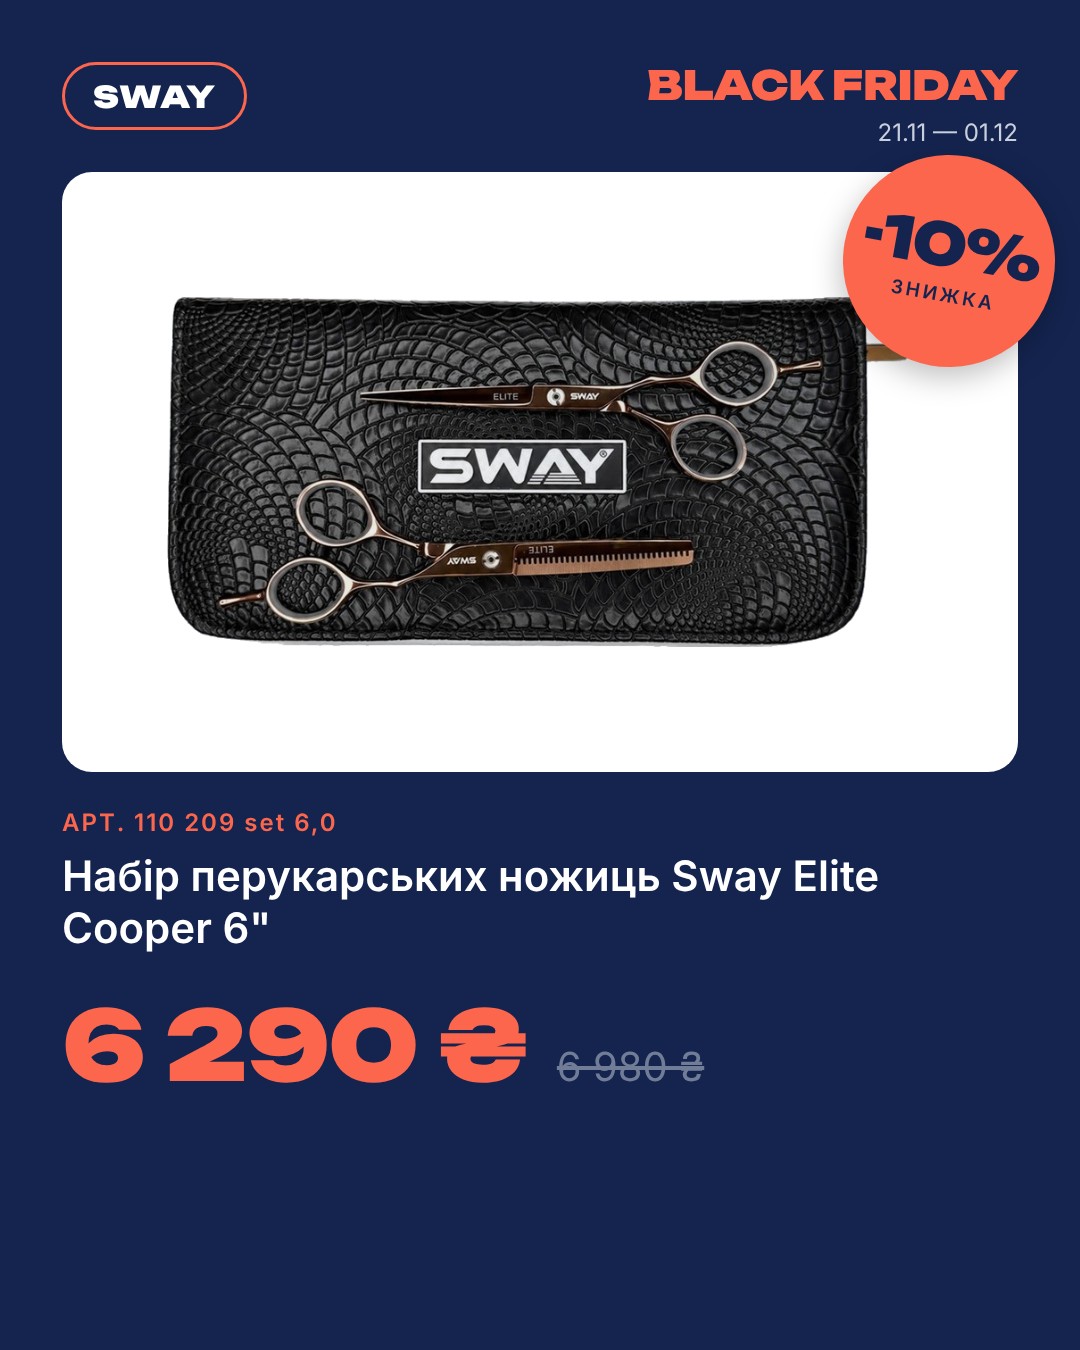 SWAY
BLACK FRIDAY
21.11 — 01.12
-10%
ЗНИЖКА
ELITE SWAY
SWAY®
SWAY ELITE
АРТ. 110 209 set 6,0
Набір перукарських ножиць Sway Elite
Cooper 6"
6 290 ₴ 6 980 ₴